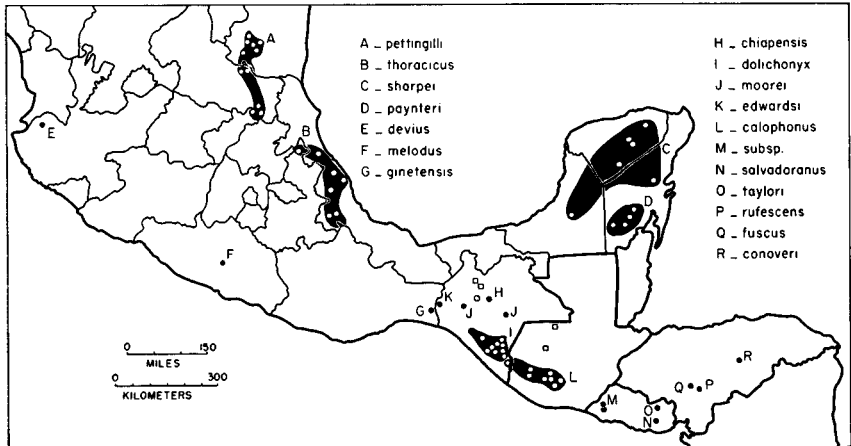 A _ pettingilli
B _ thoracicus
C _ sharpei
D _ paynteri
E _ devius
F _ melodus
G _ ginetensis
H _ chiapensis
I _ dolichonyx
J _ moorei
K _ edwardsi
L _ calophonus
M _ subsp.
N _ salvadoranus
O _ taylori
P _ rufescens
Q _ fuscus
R _ conoveri
A
B
C
D
E
F
G
K
J
H
J
I
L
M
O
N
Q
P
R
0 150
MILES
0 300
KILOMETERS